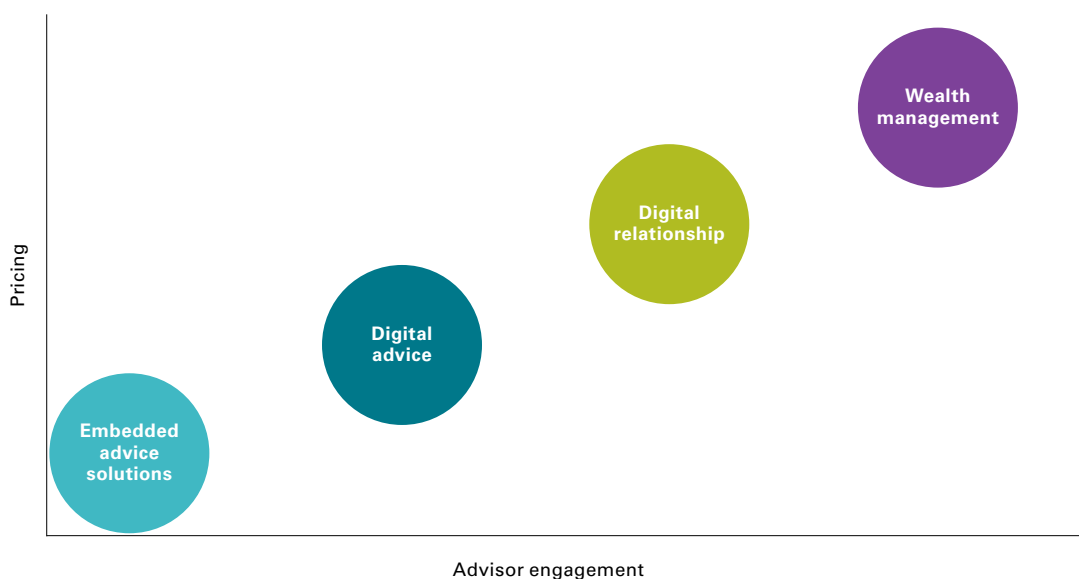 Wealth
management
Digital
relationship
Pricing
Digital
advice
Embedded
advice
solutions
Advisor engagement